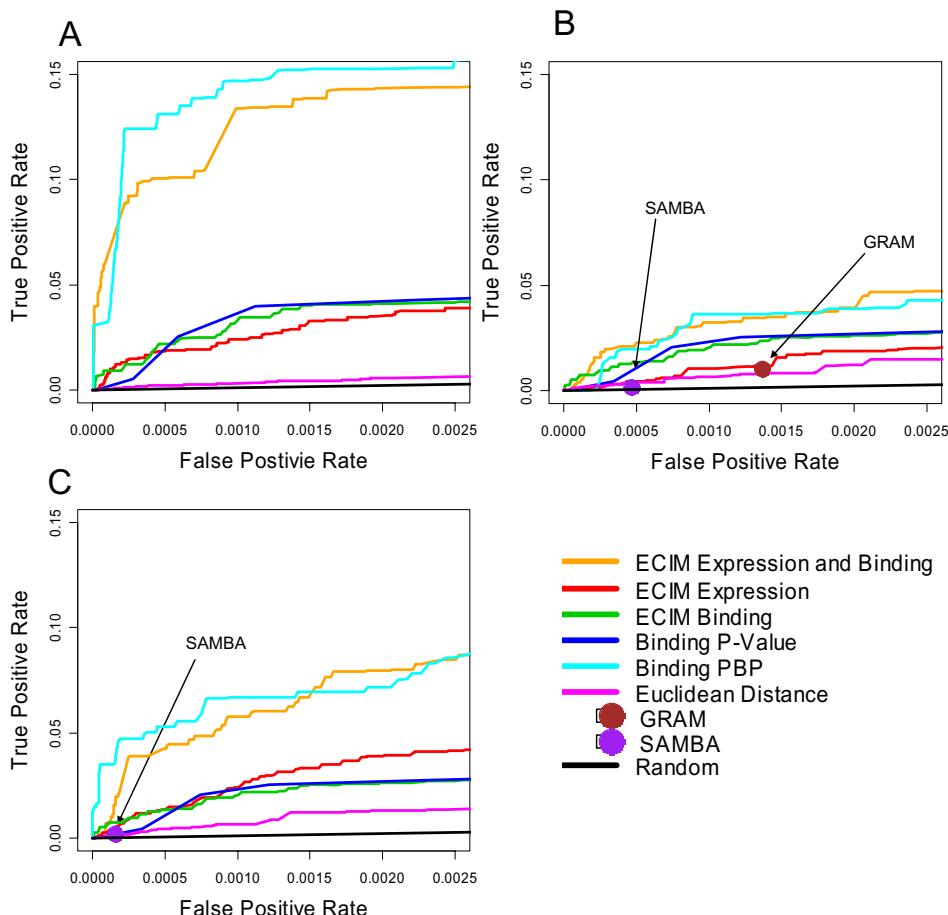 A
0.15
0.10
0.05
0.00
True Positive Rate
0.0000 0.0005 0.0010 0.0015 0.0020 0.0025
False Postivie Rate
B
0.15
0.10
0.05
0.00
True Positive Rate
SAMBA
GRAM
0.0000 0.0005 0.0010 0.0015 0.0020 0.0025
False Positive Rate
C
0.15
0.10
0.05
0.00
True Positive Rate
SAMBA
0.0000 0.0005 0.0010 0.0015 0.0020 0.0025
False Positive Rate
ECIM Expression and Binding
ECIM Expression
ECIM Binding
Binding P-Value
Binding PBP
Euclidean Distance
GRAM
SAMBA
Random